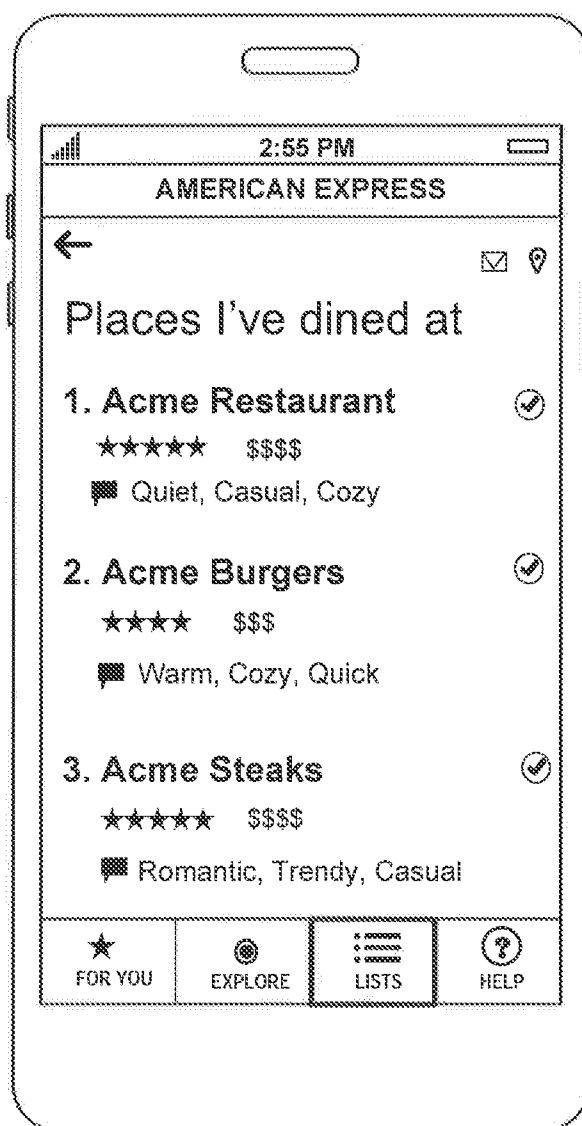 2:55 PM
AMERICAN EXPRESS
Places I've dined at
1. Acme Restaurant
★★★★★ $$$$
Quiet, Casual, Cozy
2. Acme Burgers
★★★★ $$$
Warm, Cozy, Quick
3. Acme Steaks
★★★★★ $$$$
Romantic, Trendy, Casual
FOR YOU EXPLORE LISTS HELP